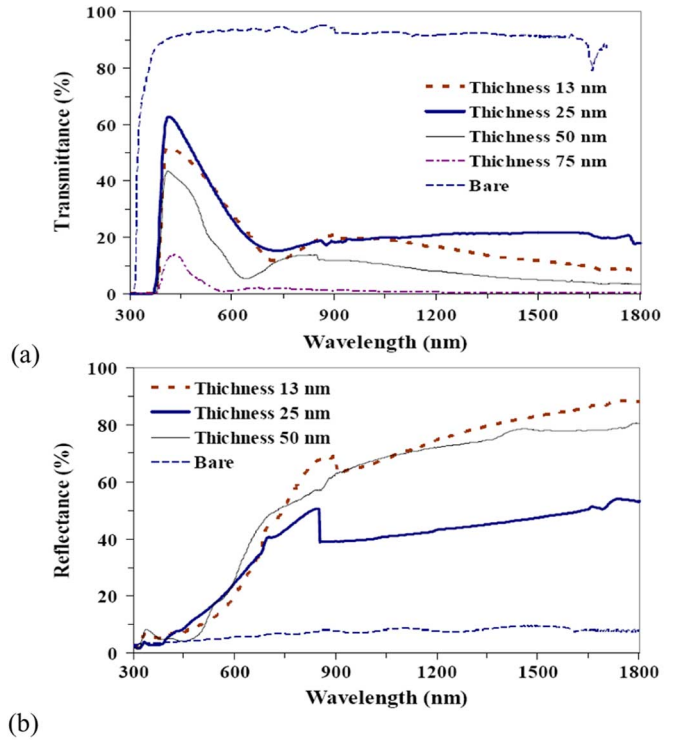 100
80
60
40
20
0
Transmittance (%)
Thichness 13 nm
Thichness 25 nm
Thichness 50 nm
Thichness 75 nm
Bare
300 600 900 1200 1500 1800
Wavelength (nm)
(a)
100
80
60
40
20
0
Reflectance (%)
Thichness 13 nm
Thichness 25 nm
Thichness 50 nm
Bare
300 600 900 1200 1500 1800
Wavelength (nm)
(b)